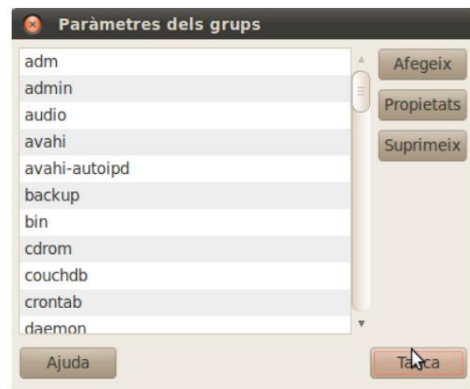 Paràmetres dels grups
adm
admin
audio
avahi
avahi-autoipd
backup
bin
cdrom
couchdb
crontab
daemon
Afegeix
Propietats
Suprimeix
Ajuda
Tanca